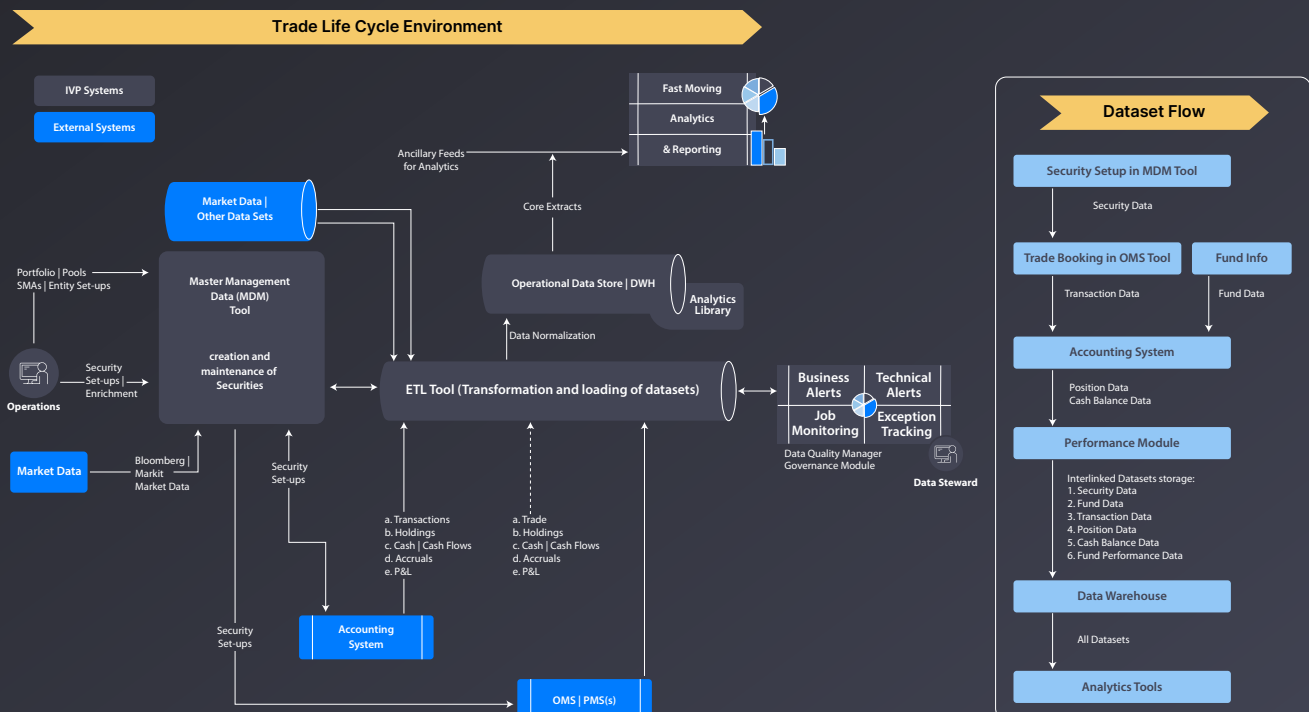 Trade Life Cycle Environment
IVP Systems
External Systems
Fast Moving
Analytics
& Reporting
Ancillary Feeds
for Analytics
Core Extracts
Market Data |
Other Data Sets
Portfolio | Pools
SMAs | Entity Set-ups
Master Management
Data (MDM)
Tool
creation and
maintenance of
Securities
Operational Data Store | DWH
Analytics
Library
Data Normalization
Operations
Security
Set-ups |
Enrichment
ETL Tool (Transformation and loading of datasets)
Business
Alerts
Technical
Alerts
Job
Monitoring
Exception
Tracking
Data Quality Manager
Governance Module
Data Steward
Market Data
Bloomberg |
Markit
Market Data
Security
Set-ups
a. Transactions
b. Holdings
c. Cash | Cash Flows
d. Accruals
e. P&L
a. Trade
b. Holdings
c. Cash | Cash Flows
d. Accruals
e. P&L
Accounting
System
Security
Set-ups
OMS | PMS(s)
Dataset Flow
Security Setup in MDM Tool
Security Data
Trade Booking in OMS Tool
Fund Info
Transaction Data
Fund Data
Accounting System
Position Data
Cash Balance Data
Performance Module
Interlinked Datasets storage:
1. Security Data
2. Fund Data
3. Transaction Data
4. Position Data
5. Cash Balance Data
6. Fund Performance Data
Data Warehouse
All Datasets
Analytics Tools